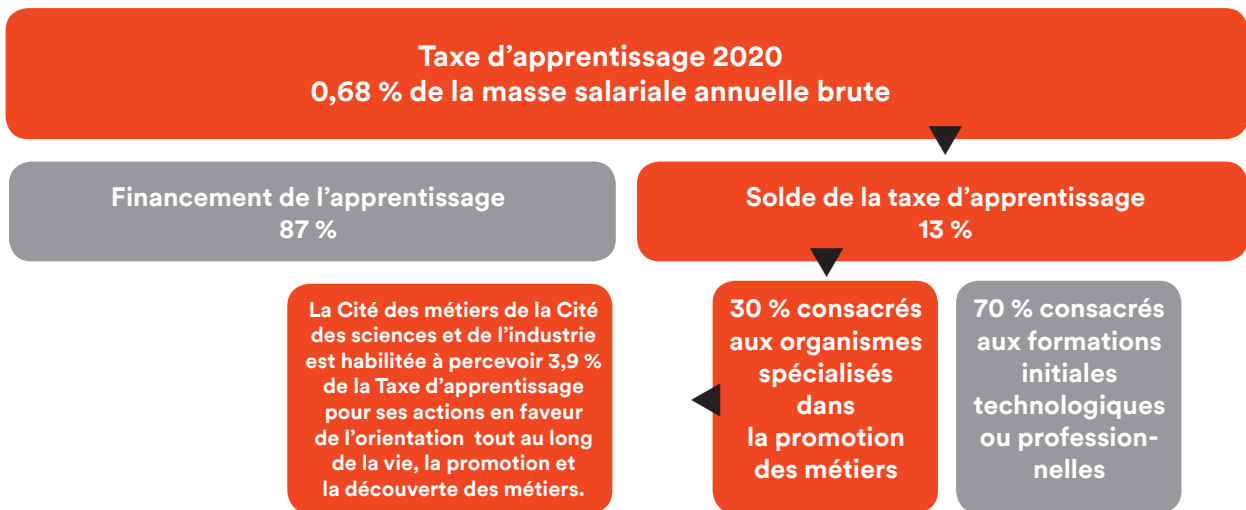 Taxe d’apprentissage 2020
0,68 % de la masse salariale annuelle brute
Financement de l’apprentissage
87 %
Solde de la taxe d’apprentissage
13 %
La Cité des métiers de la Cité
des sciences et de l’industrie
est habilitée à percevoir 3,9 %
de la Taxe d’apprentissage
pour ses actions en faveur
de l’orientation tout au long
de la vie, la promotion et
la découverte des métiers.
30 % consacrés
aux organismes
spécialisés
dans
la promotion
des métiers
70 % consacrés
aux formations
initiales
technologiques
ou profession-
nelles